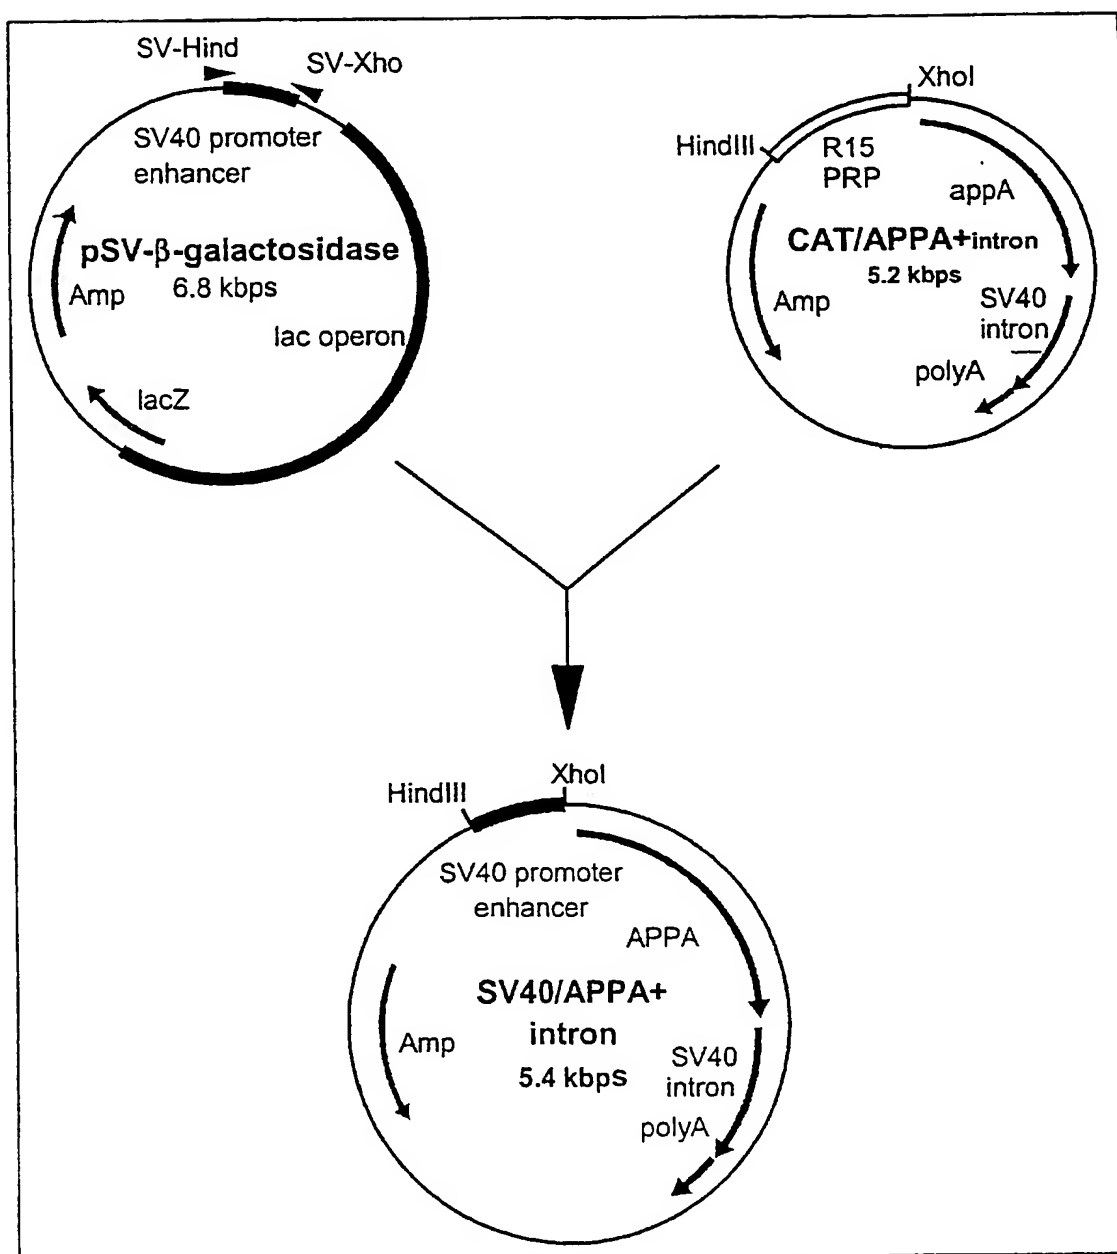 SV-Hind
SV-Xho
SV40 promoter
enhancer
pSV-β-galactosidase
6.8 kbps
Amp
lac operon
lacZ
XhoI
HindIII
R15
PRP
appA
CAT/APPA+intron
5.2 kbps
Amp
SV40
intron
polyA
XhoI
HindIII
SV40 promoter
enhancer
APPA
SV40/APPA+
intron
5.4 kbps
Amp
SV40
intron
polyA